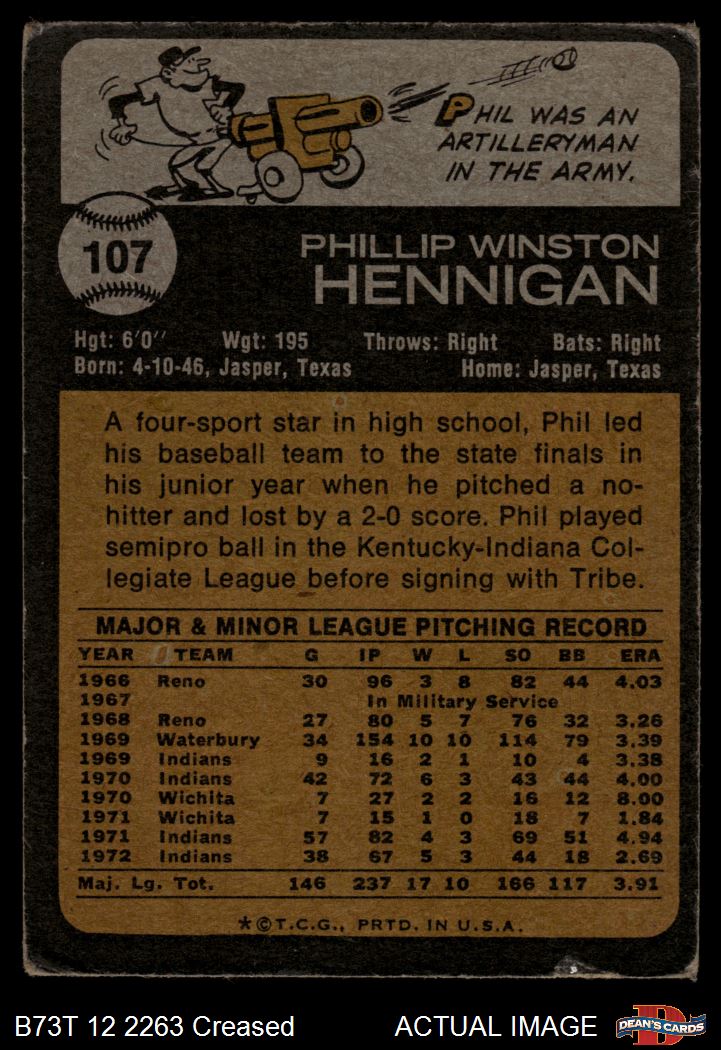 PHIL WAS AN
ARTILLERYMAN
IN THE ARMY.
107
PHILLIP WINSTON
HENNIGAN
Hgt: 6'0" Wgt: 195 Throws: Right Bats: Right
Born: 4-10-46, Jasper, Texas Home: Jasper, Texas
A four-sport star in high school, Phil led
his baseball team to the state finals in
his junior year when he pitched a no-
hitter and lost by a 2-0 score. Phil played
semipro ball in the Kentucky-Indiana Col-
legiate League before signing with Tribe.
MAJOR & MINOR LEAGUE PITCHING RECORD
YEAR TEAM G IP W L SO BB ERA
1966 Reno 30 96 3 8 82 44 4.03
1967 In Military Service
1968 Reno 27 80 5 7 76 32 3.26
1969 Waterbury 34 154 10 10 114 79 3.39
1969 Indians 9 16 2 1 10 4 3.38
1970 Indians 42 72 6 3 43 44 4.00
1970 Wichita 7 27 2 2 16 12 8.00
1971 Wichita 7 15 1 0 18 7 1.84
1971 Indians 57 82 4 3 69 51 4.94
1972 Indians 38 67 5 3 44 18 2.69
Maj. Lg. Tot. 146 237 17 10 166 117 3.91
*©T.C.G., PRTD. IN U.S.A.
B73T 12 2263 Creased ACTUAL IMAGE DEAN'S CARDS